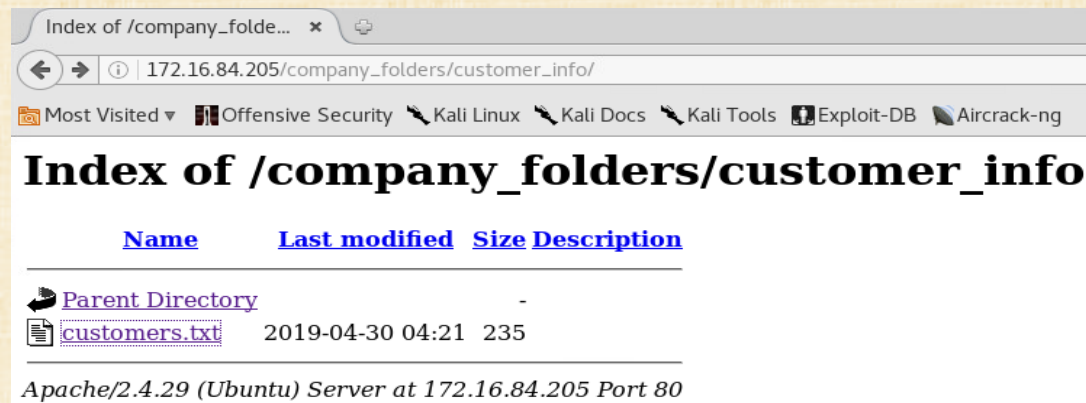 Index of /company_folde...
172.16.84.205/company_folders/customer_info/
Most Visited Offensive Security Kali Linux Kali Docs Kali Tools Exploit-DB Aircrack-ng
Index of /company_folders/customer_info
Name Last modified Size Description
Parent Directory -
customers.txt 2019-04-30 04:21 235
Apache/2.4.29 (Ubuntu) Server at 172.16.84.205 Port 80